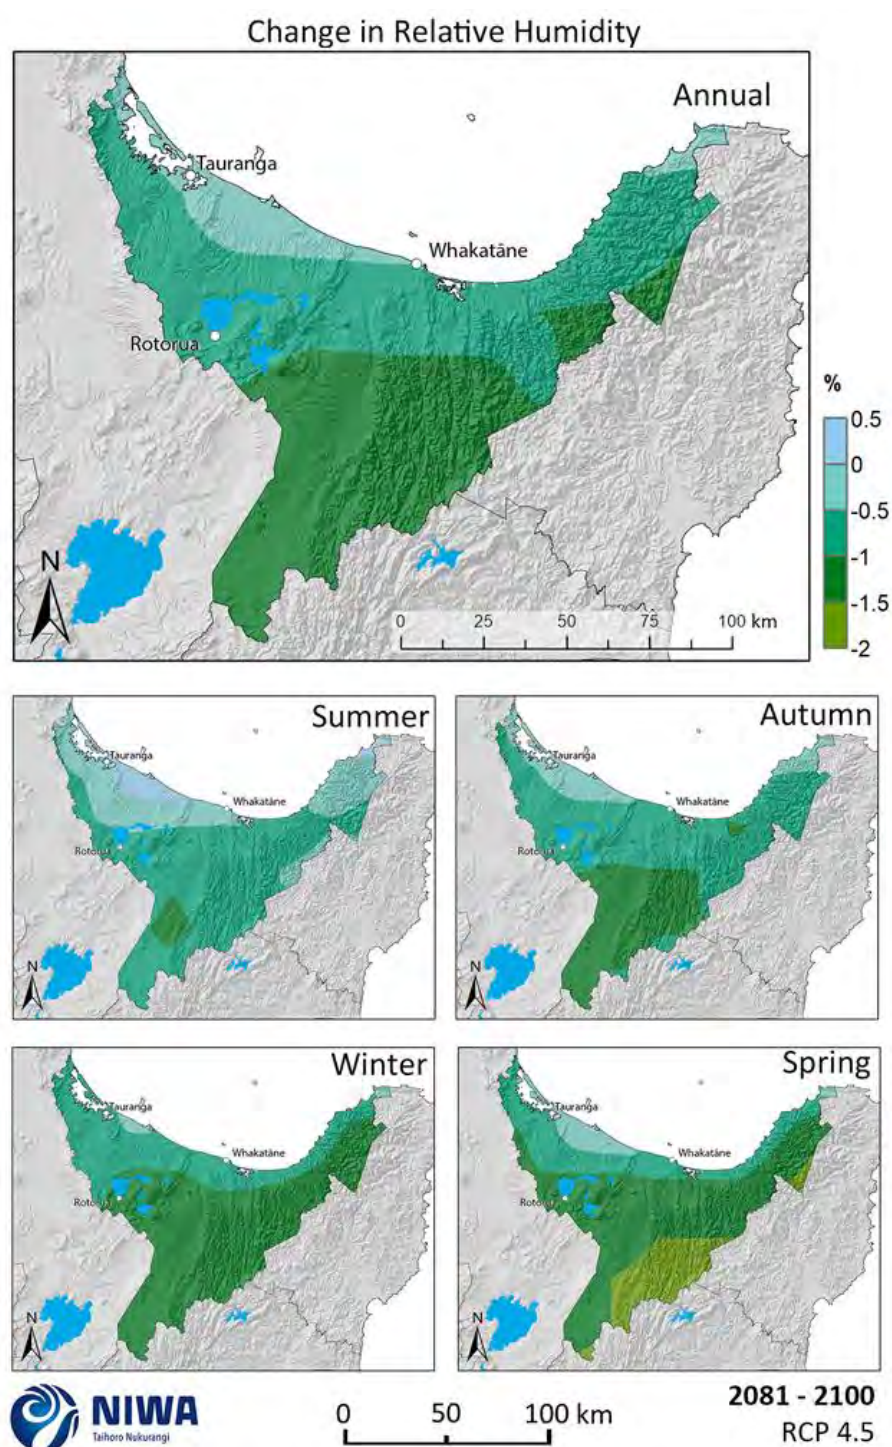 Change in Relative Humidity
Annual
Tauranga
Whakatāne
Rotorua
%
0.5
0
-0.5
-1
-1.5
-2
N
0 25 50 75 100 km
Summer
Tauranga
Whakatāne
Rotorua
N
Autumn
Tauranga
Whakatāne
Rotorua
N
Winter
Tauranga
Whakatāne
Rotorua
N
Spring
Tauranga
Whakatāne
Rotorua
N
NIWA
Taihoro Nukurangi
0 50 100 km
2081 - 2100
RCP 4.5